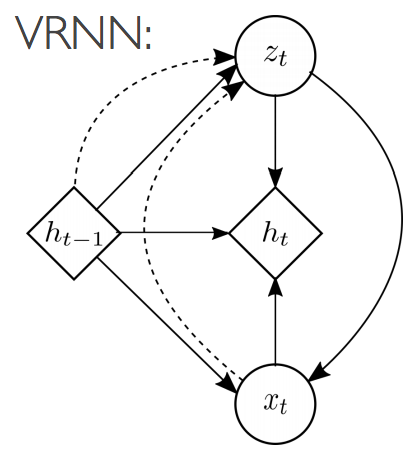 VRNN:
z_t
h_{t-1}
h_t
x_t